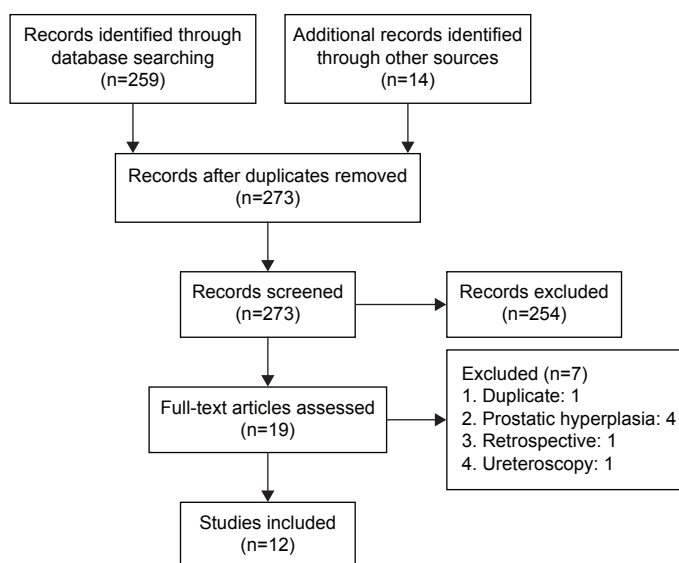 Records identified through
database searching
(n=259)
Additional records identified
through other sources
(n=14)
Records after duplicates removed
(n=273)
Records screened
(n=273)
Records excluded
(n=254)
Full-text articles assessed
(n=19)
Excluded (n=7)
1. Duplicate: 1
2. Prostatic hyperplasia: 4
3. Retrospective: 1
4. Ureteroscopy: 1
Studies included
(n=12)